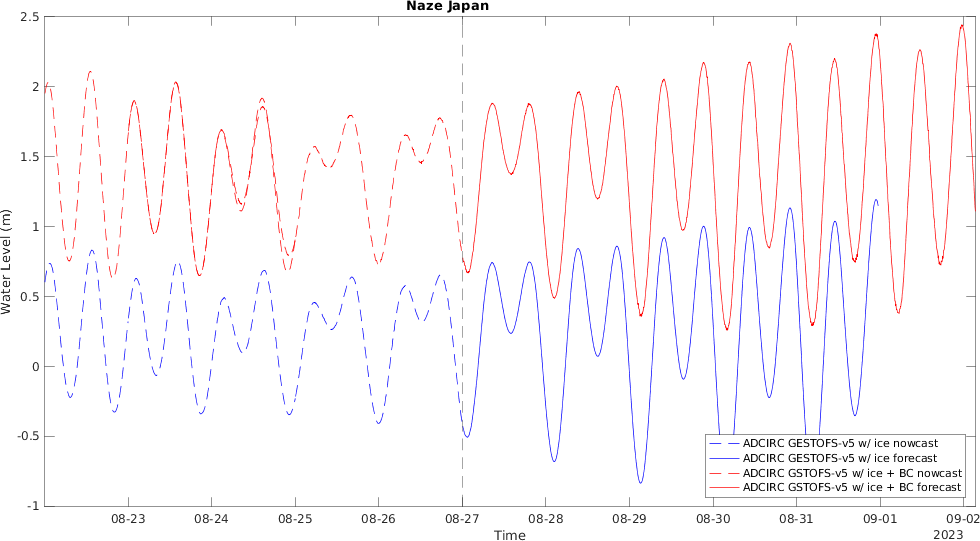 Naze Japan
2.5
2
1.5
1
0.5
0
-0.5
-1
Water Level (m)
ADCIRC GESTOFS-v5 w/ ice nowcast
ADCIRC GESTOFS-v5 w/ ice forecast
ADCIRC GSTOFS-v5 w/ ice + BC nowcast
ADCIRC GSTOFS-v5 w/ ice + BC forecast
08-23 08-24 08-25 08-26 08-27 08-28 08-29 08-30 08-31 09-01 09-02
Time
2023